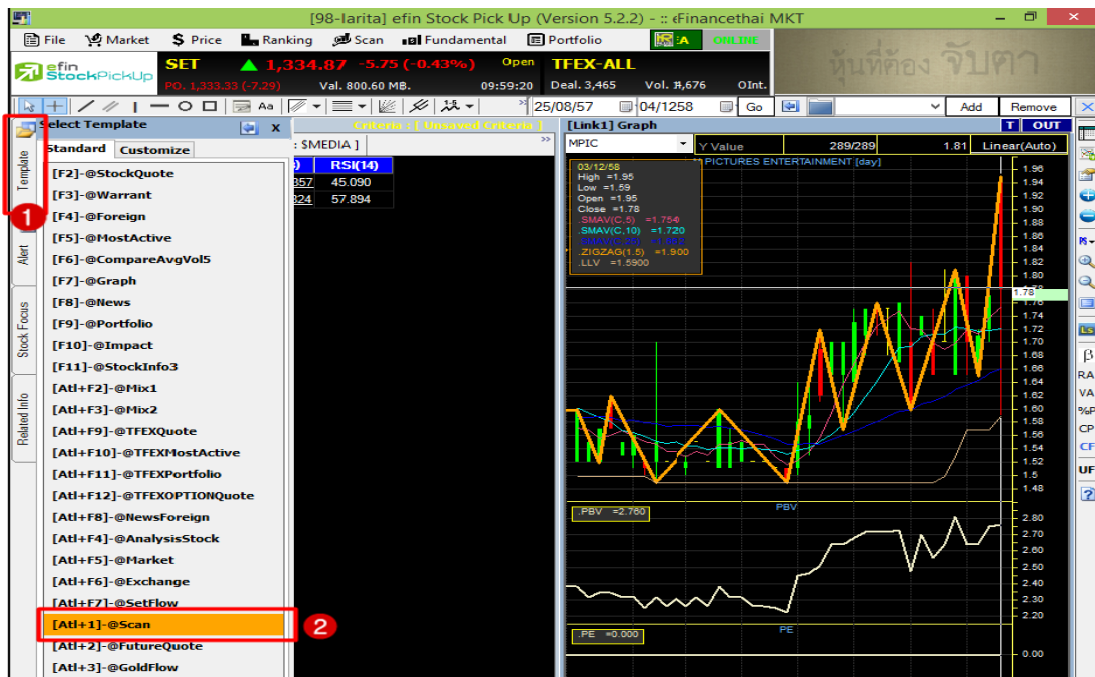 [98-larita] efin Stock Pick Up (Version 5.2.2) - :: eFinancethai MKT
File Market $ Price Ranking Scan Fundamental Portfolio ONLINE
efin StockPickUp
SET 1,334.87 -5.75 (-0.43%) Open TFEX-ALL
PO. 1,333.33 (-7.29) Val. 800.60 MB. 09:59:20 Deal. 3,465 Vol. 11,676 OInt.
หุ้นที่ต้อง จับตา
Aa 25/08/57 04/1258 Go Add Remove
Select Template x
Criteria : [ Unsaved Criteria ]
[Link1] Graph T OUT
Standard Customize
: SMEDIA ]
MPIC Y Value 289/289 1.81 Linear(Auto)
RSI(14)
357 45.090
324 57.894
PICTURES ENTERTAINMENT [day]
03/12/58
High =1.95
Low =1.59
Open =1.95
Close =1.78
.SMAV(C,5) =1.754
.SMAV(C,10) =1.720
.ZIGZAG(1.5) =1.900
.LLV =1.5900
Template
1
Alert
Stock Focus
Related Info
[F2]-@StockQuote
[F3]-@Warrant
[F4]-@Foreign
[F5]-@MostActive
[F6]-@CompareAvgVol5
[F7]-@Graph
[F8]-@News
[F9]-@Portfolio
[F10]-@Impact
[F11]-@StockInfo3
[Atl+F2]-@Mix1
[Atl+F3]-@Mix2
[Atl+F9]-@TFEXQuote
[Atl+F10]-@TFEXMostActive
[Atl+F11]-@TFEXPortfolio
[Atl+F12]-@TFEXOPTIONQuote
[Atl+F8]-@NewsForeign
[Atl+F4]-@AnalysisStock
[Atl+F5]-@Market
[Atl+F6]-@Exchange
[Atl+F7]-@SetFlow
[Atl+1]-@Scan
2
[Atl+2]-@FutureQuote
[Atl+3]-@GoldFlow
1.96
1.94
1.92
1.90
1.88
1.86
1.84
1.82
1.80
1.78
1.76
1.74
1.72
1.70
1.68
1.66
1.64
1.62
1.60
1.58
1.56
1.54
1.52
1.50
1.48
.PBV =2.760
PBV
2.80
2.70
2.60
2.50
2.40
2.30
2.20
.PE =0.000
PE
0.00
PS
Ls
β
RA
VA
%P
CP
CF
UF
?